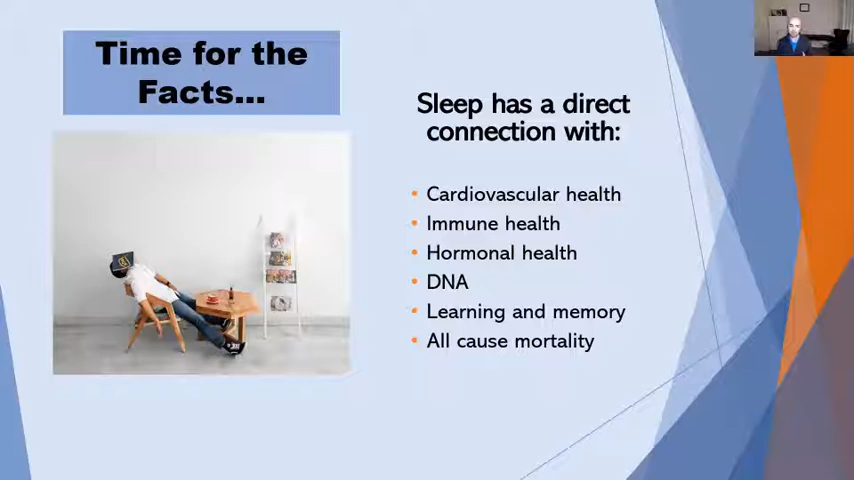 Time for the
Facts...
Sleep has a direct
connection with:
• Cardiovascular health
• Immune health
• Hormonal health
• DNA
• Learning and memory
• All cause mortality